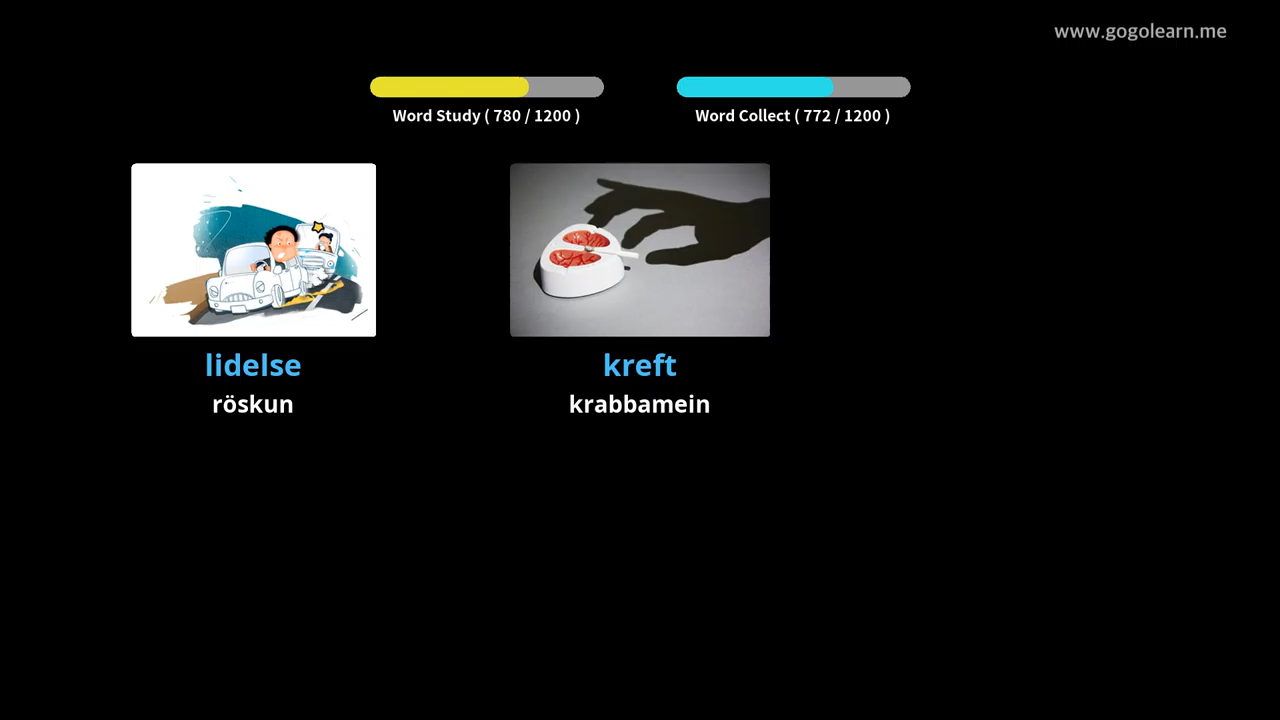 www.gogolearn.me
Word Study ( 780 / 1200 )
Word Collect ( 772 / 1200 )
lidelse
röskun
kreft
krabbamein